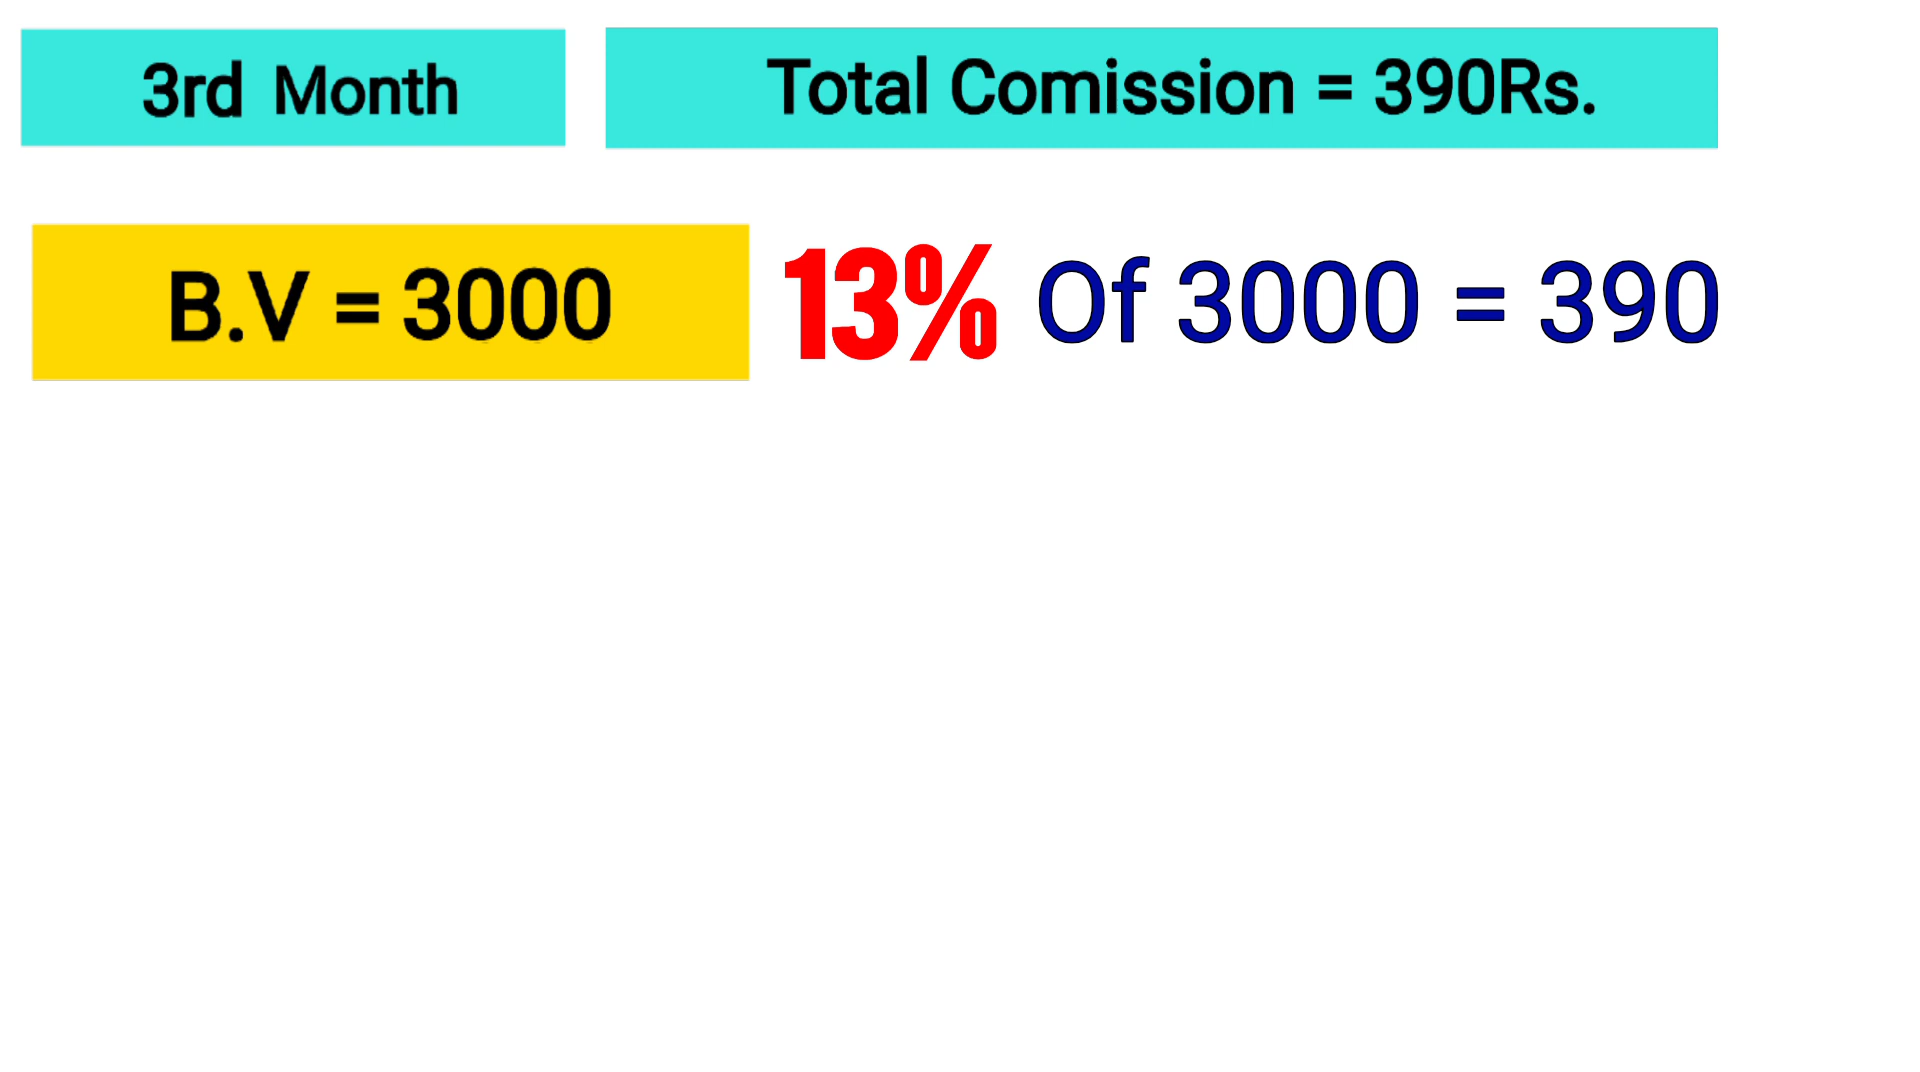 3rd Month
Total Comission = 390Rs.
B.V = 3000
13% Of 3000 = 390